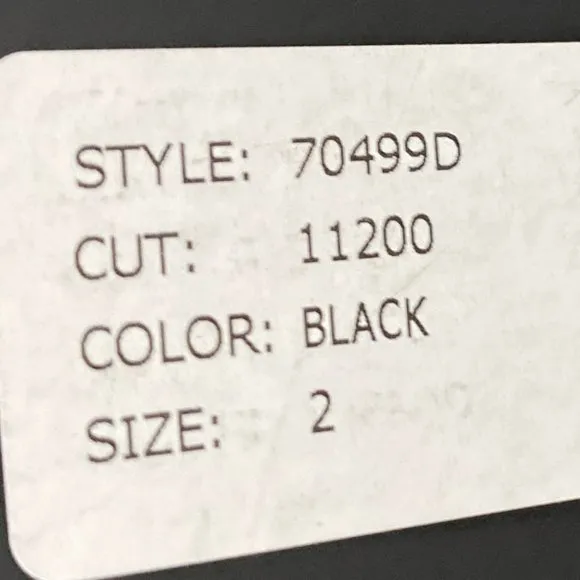 STYLE: 70499D
CUT: 11200
COLOR: BLACK
SIZE: 2